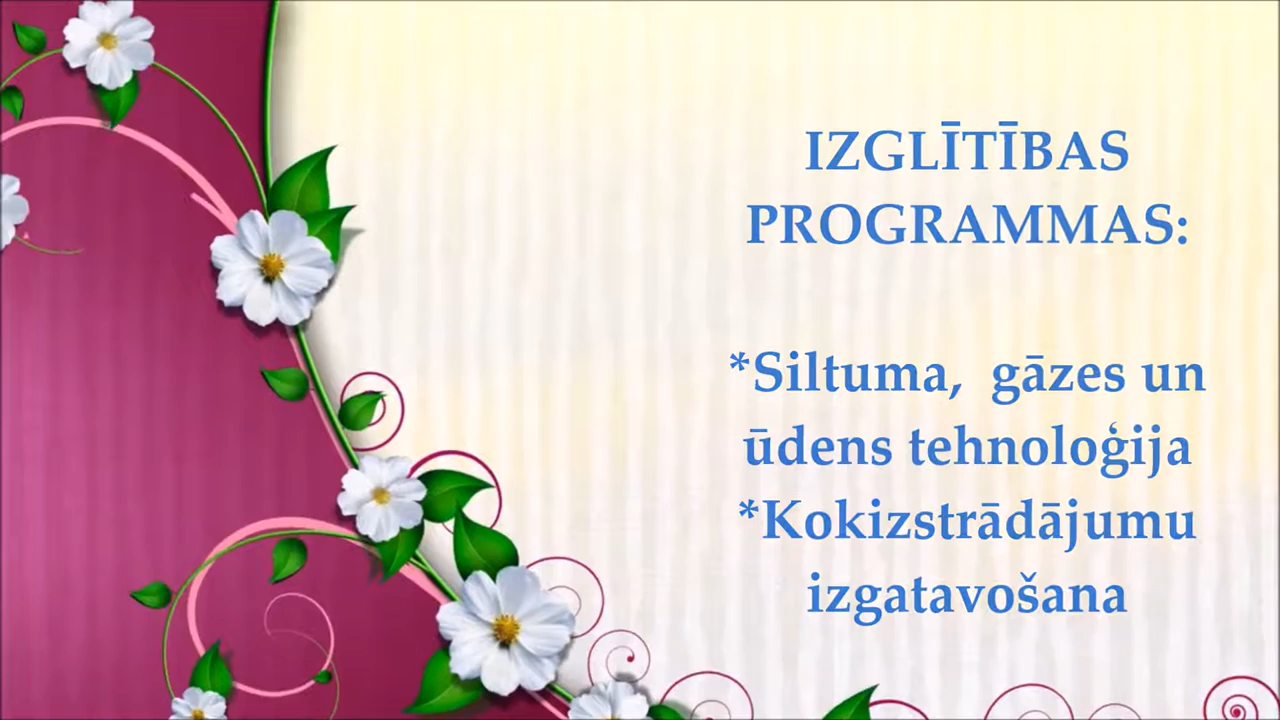 IZGLĪTĪBAS
PROGRAMMAS:
*Siltuma, gāzes un
ūdens tehnoloģija
*Kokizstrādājumu
izgatavošana